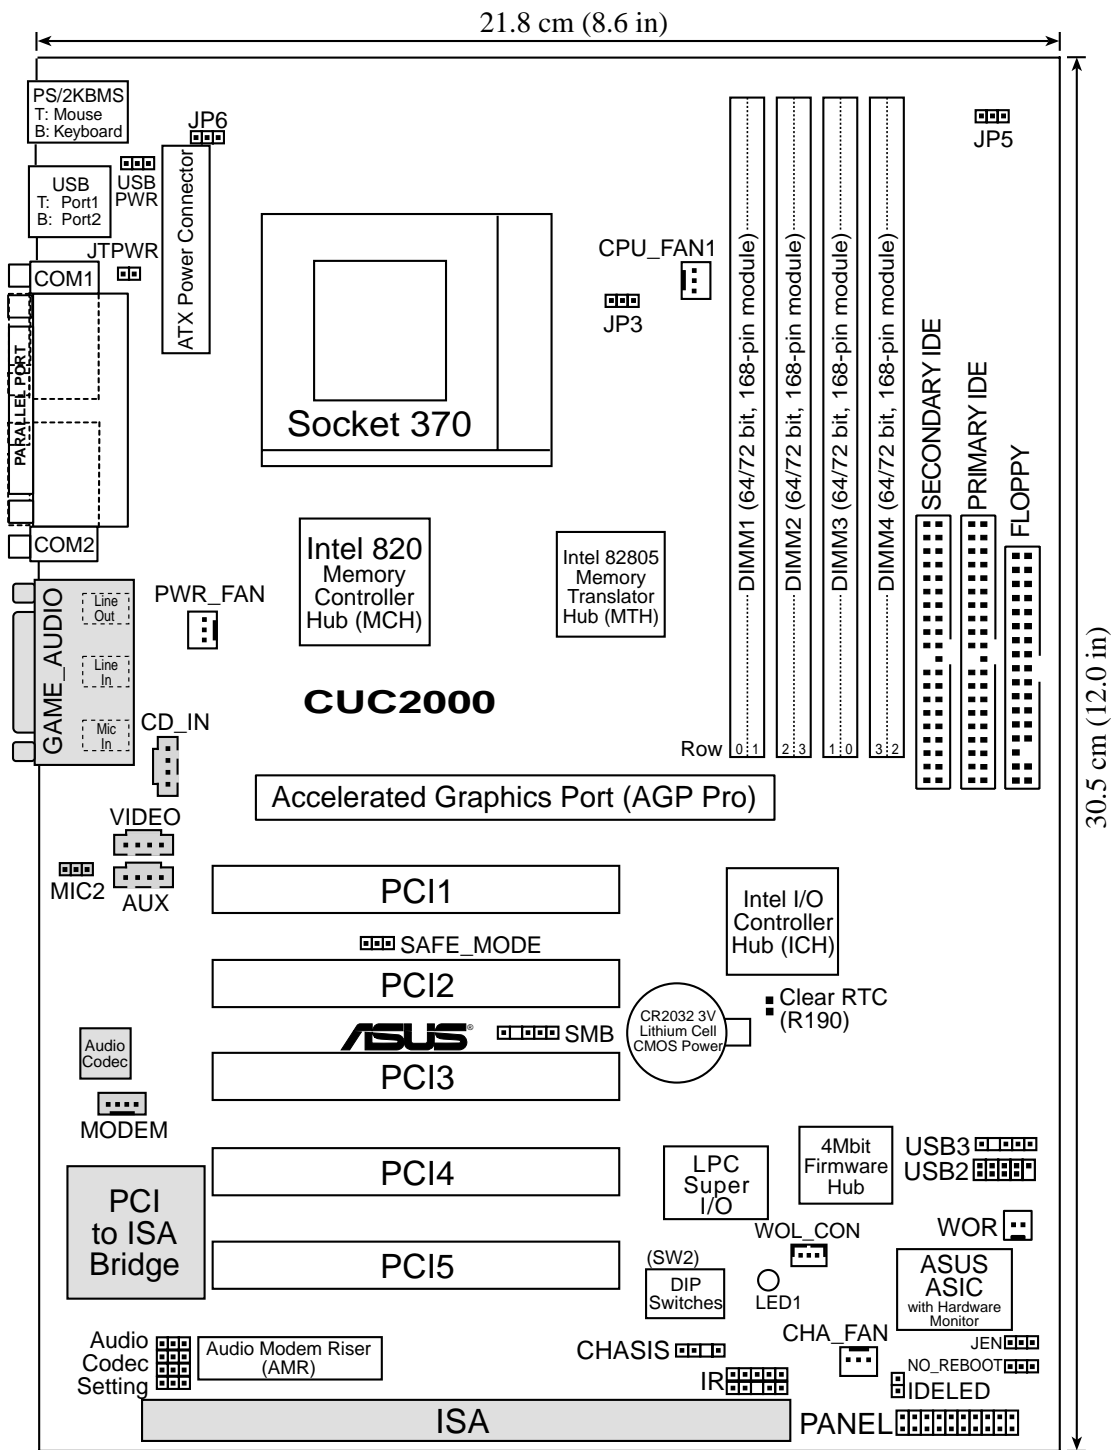 21.8 cm (8.6 in)
PS/2KBMS
T: Mouse
B: Keyboard
JP6
JP5
USB
T: Port1
B: Port2
USB
PWR
JTPWR
ATX Power Connector
COM1
PARALLEL PORT
COM2
Socket 370
CPU_FAN1
JP3
DIMM1 (64/72 bit, 168-pin module)
DIMM2 (64/72 bit, 168-pin module)
DIMM3 (64/72 bit, 168-pin module)
DIMM4 (64/72 bit, 168-pin module)
SECONDARY IDE
PRIMARY IDE
FLOPPY
30.5 cm (12.0 in)
Intel 820
Memory
Controller
Hub (MCH)
Intel 82805
Memory
Translator
Hub (MTH)
GAME_AUDIO
Line
Out
Line
In
Mic
In
PWR_FAN
CUC2000
CD_IN
Row 0 1 2 3 1 0 3 2
Accelerated Graphics Port (AGP Pro)
VIDEO
MIC2
AUX
PCI1
Intel I/O
Controller
Hub (ICH)
SAFE_MODE
PCI2
Clear RTC
(R190)
CR2032 3V
Lithium Cell
CMOS Power
ASUS®
SMB
Audio
Codec
PCI3
MODEM
PCI
to ISA
Bridge
PCI4
LPC
Super
I/O
4Mbit
Firmware
Hub
USB3
USB2
WOR
WOL_CON
PCI5
(SW2)
DIP
Switches
LED1
ASUS
ASIC
with Hardware
Monitor
Audio
Codec
Setting
Audio Modem Riser
(AMR)
CHASIS
CHA_FAN
JEN
NO_REBOOT
IR
IDELED
ISA
PANEL